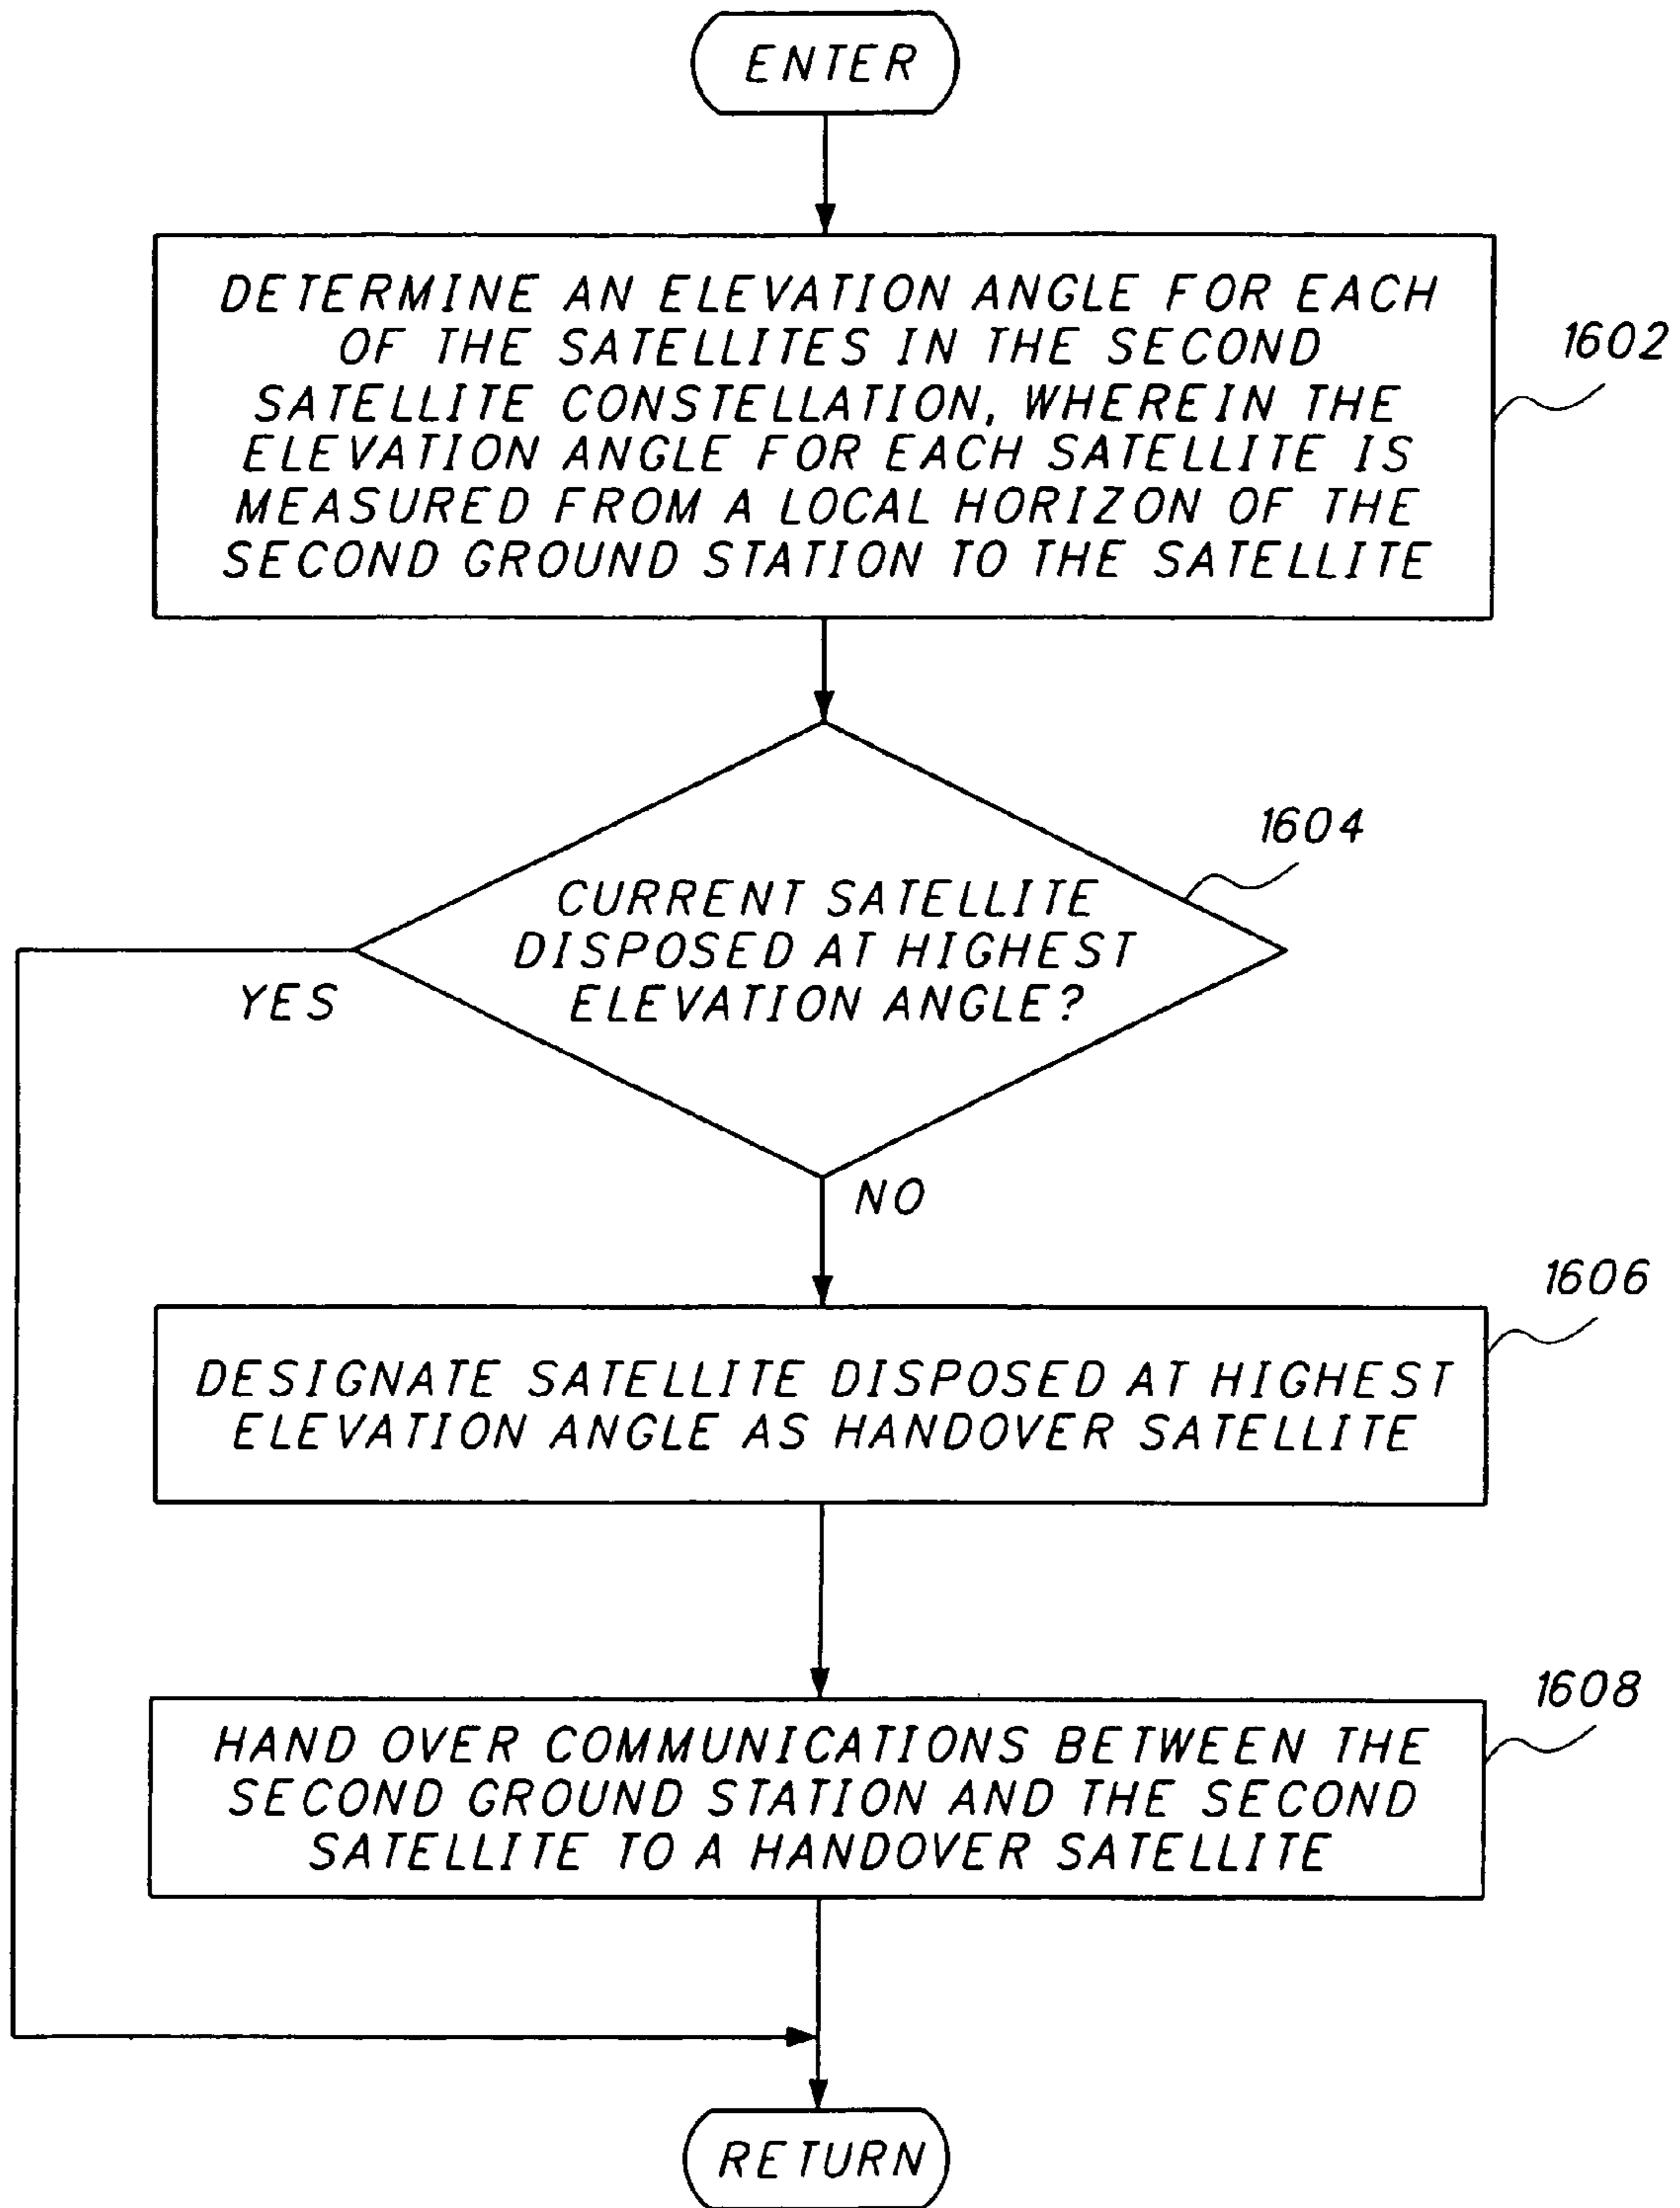 ENTER
DETERMINE AN ELEVATION ANGLE FOR EACH
OF THE SATELLITES IN THE SECOND
SATELLITE CONSTELLATION, WHEREIN THE
ELEVATION ANGLE FOR EACH SATELLITE IS
MEASURED FROM A LOCAL HORIZON OF THE
SECOND GROUND STATION TO THE SATELLITE
1602
1604
CURRENT SATELLITE
DISPOSED AT HIGHEST
ELEVATION ANGLE?
YES
NO
1606
DESIGNATE SATELLITE DISPOSED AT HIGHEST
ELEVATION ANGLE AS HANDOVER SATELLITE
1608
HAND OVER COMMUNICATIONS BETWEEN THE
SECOND GROUND STATION AND THE SECOND
SATELLITE TO A HANDOVER SATELLITE
RETURN